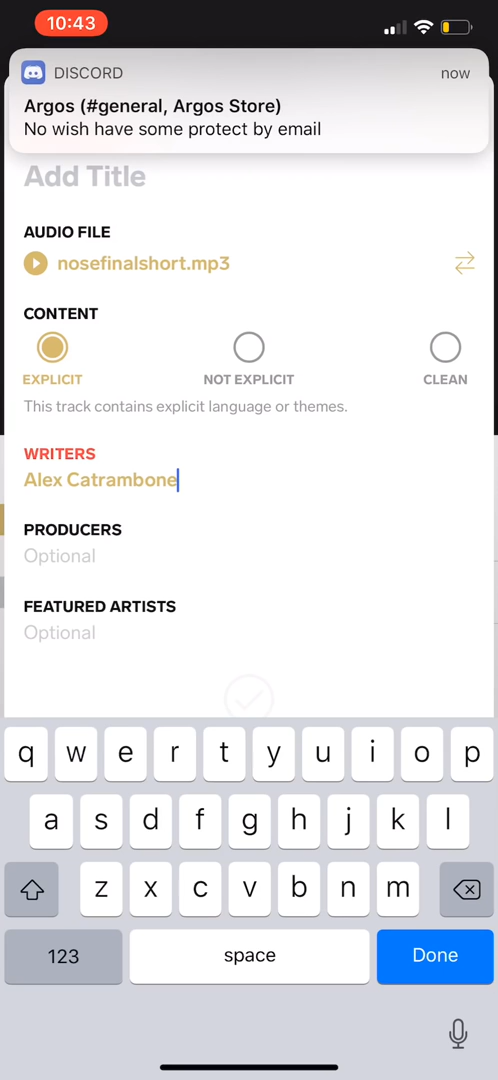 10:43
DISCORD
now
Argos (#general, Argos Store)
No wish have some protect by email
Add Title
AUDIO FILE
nosefinalshort.mp3
CONTENT
EXPLICIT NOT EXPLICIT CLEAN
This track contains explicit language or themes.
WRITERS
Alex Catrambone
PRODUCERS
Optional
FEATURED ARTISTS
Optional
q w e r t y u i o p
a s d f g h j k l
z x c v b n m
123 space Done